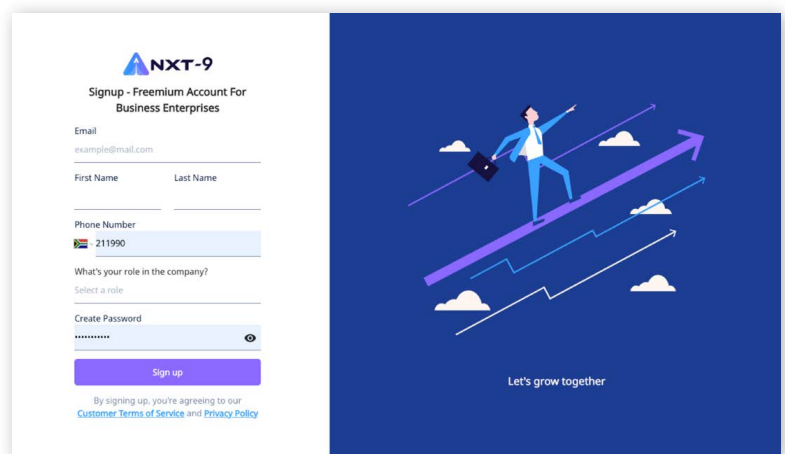 NXT-9
Signup - Freemium Account For
Business Enterprises
Email
example@mail.com
First Name Last Name
Phone Number
211990
What's your role in the company?
Select a role
Create Password
•••••••••••
Sign up
By signing up, you're agreeing to our
Customer Terms of Service and Privacy Policy
Let's grow together